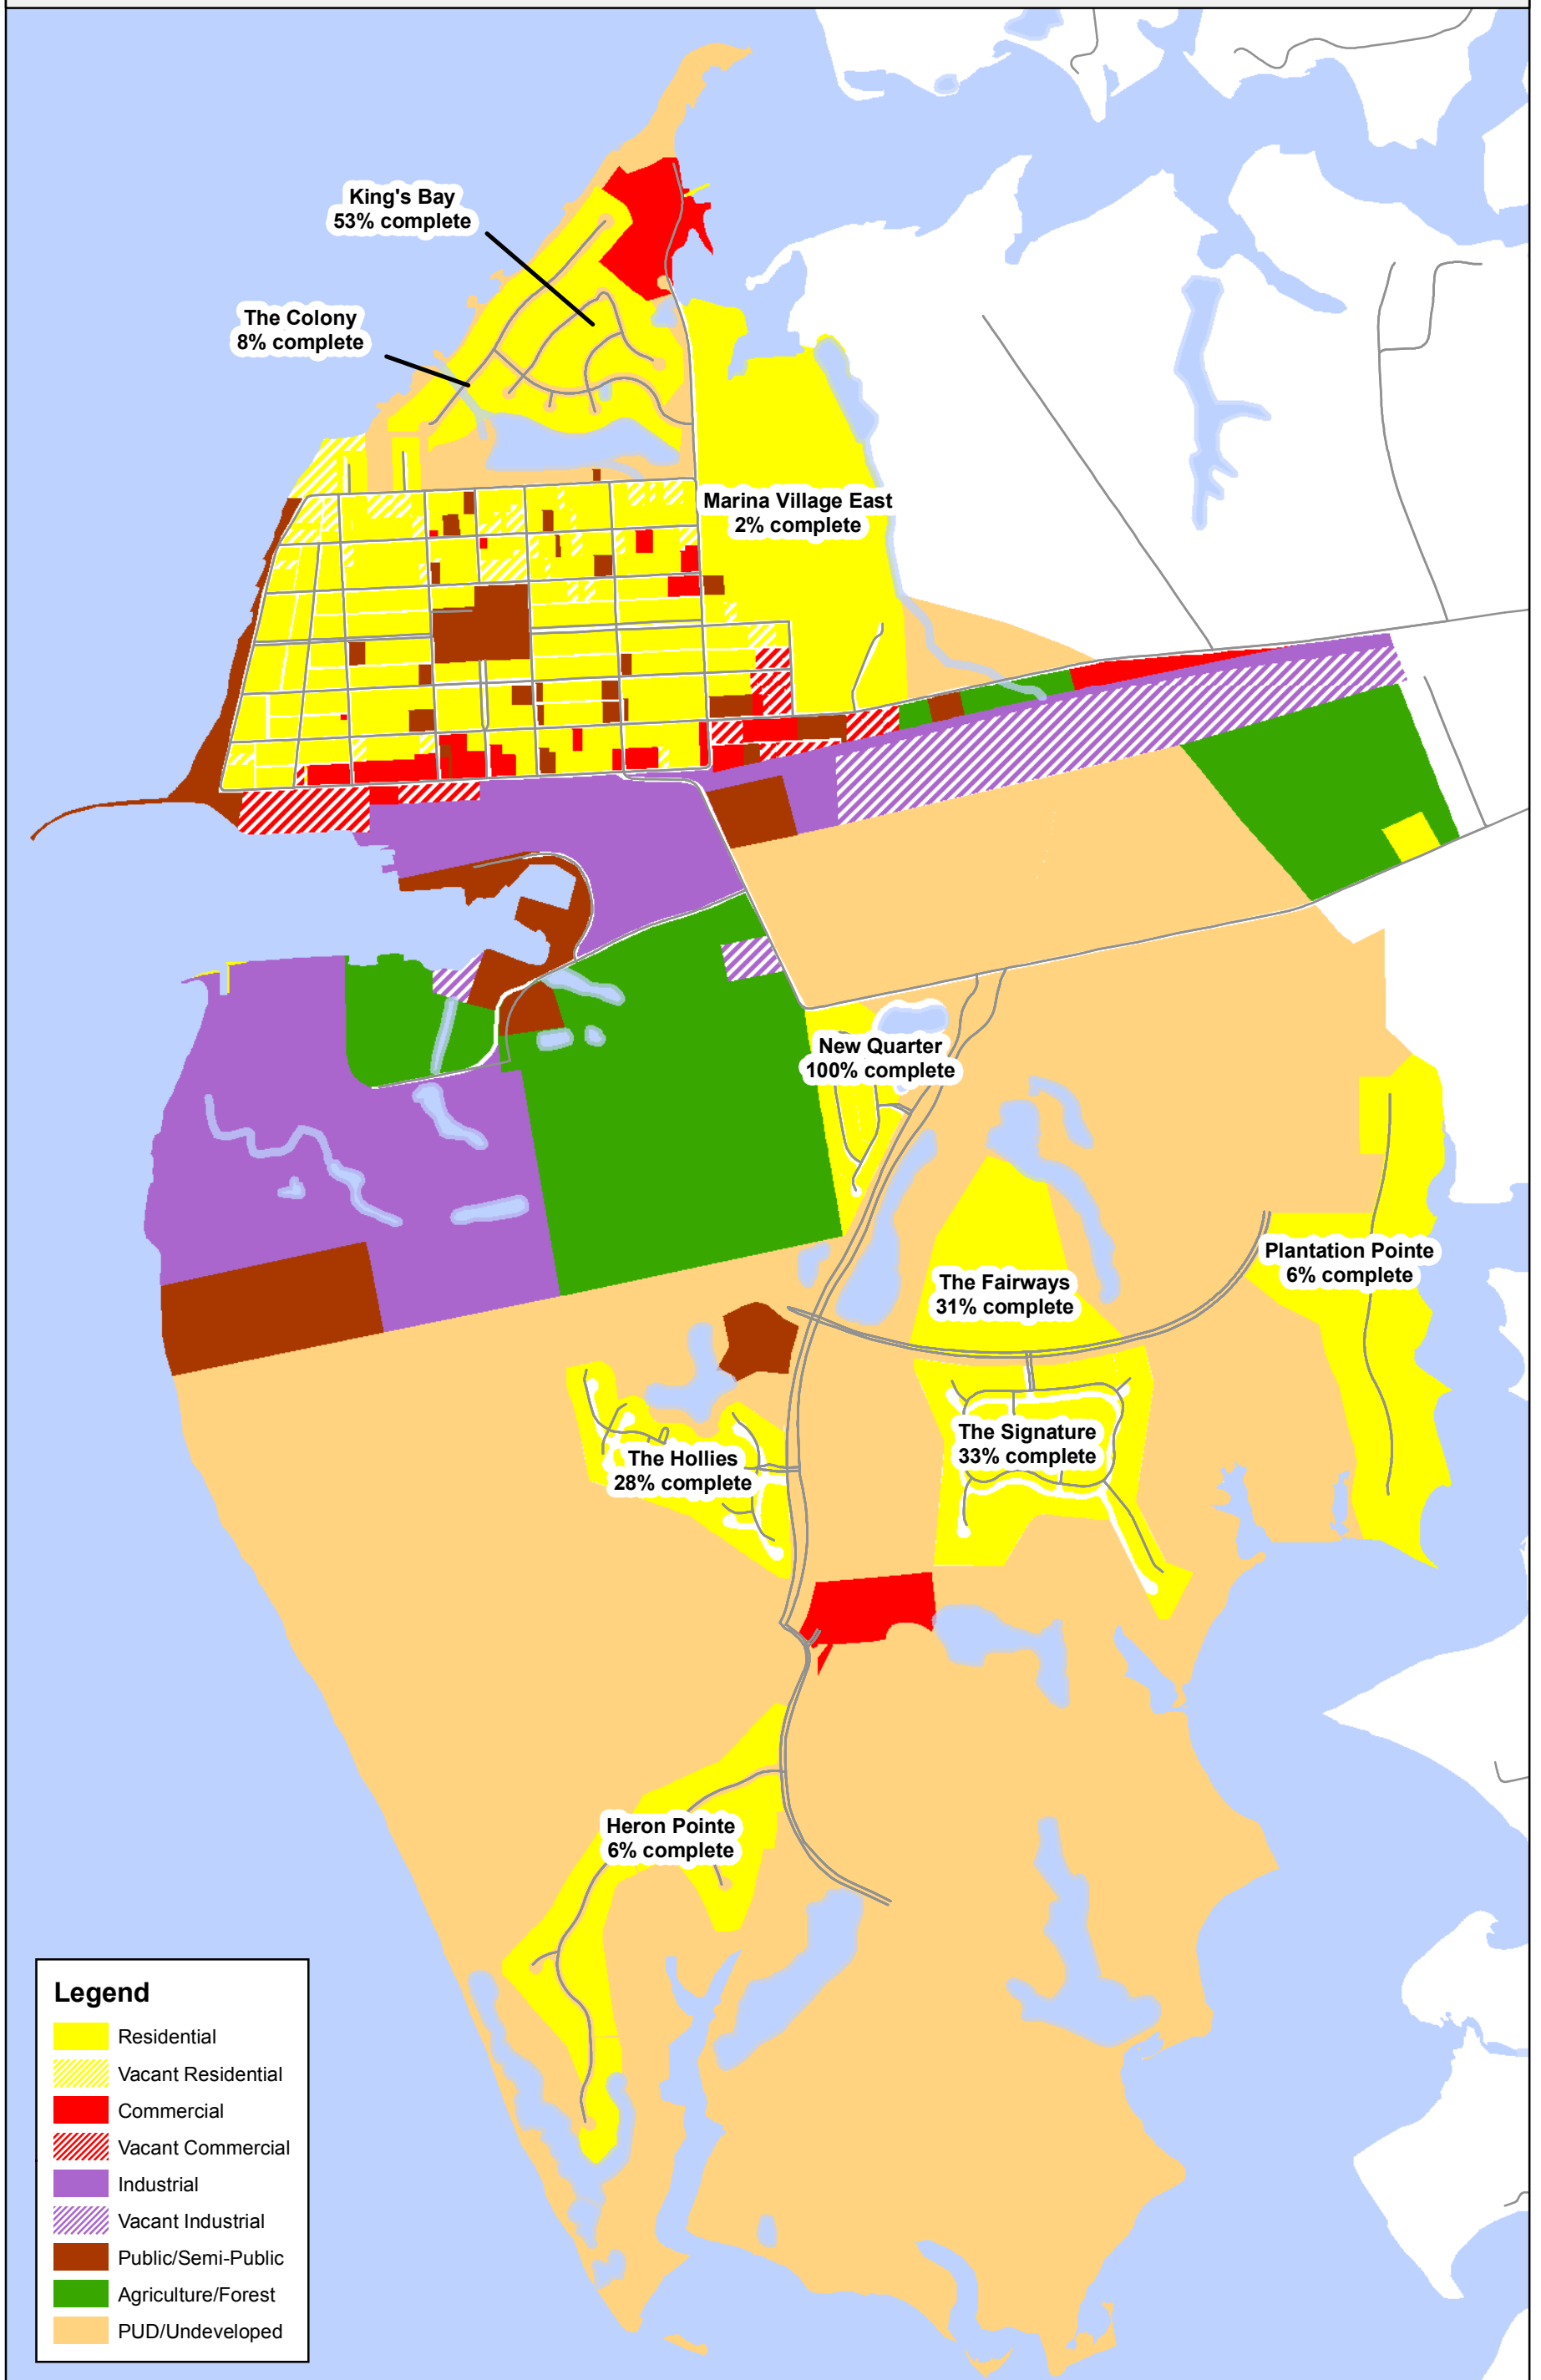 King's Bay
53% complete
The Colony
8% complete
Marina Village East
2% complete
New Quarter
100% complete
Plantation Pointe
6% complete
The Fairways
31% complete
The Signature
33% complete
The Hollies
28% complete
Heron Pointe
6% complete
Legend
Residential
Vacant Residential
Commercial
Vacant Commercial
Industrial
Vacant Industrial
Public/Semi-Public
Agriculture/Forest
PUD/Undeveloped